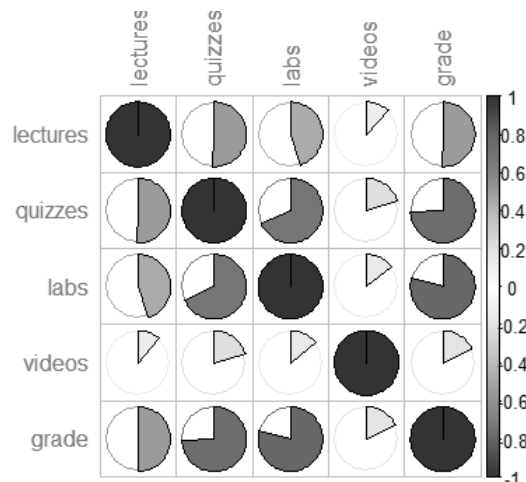 lectures
quizzes
labs
videos
grade
lectures
quizzes
labs
videos
grade
1
0.8
0.6
0.4
0.2
0
0.2
0.4
0.6
0.8
-1